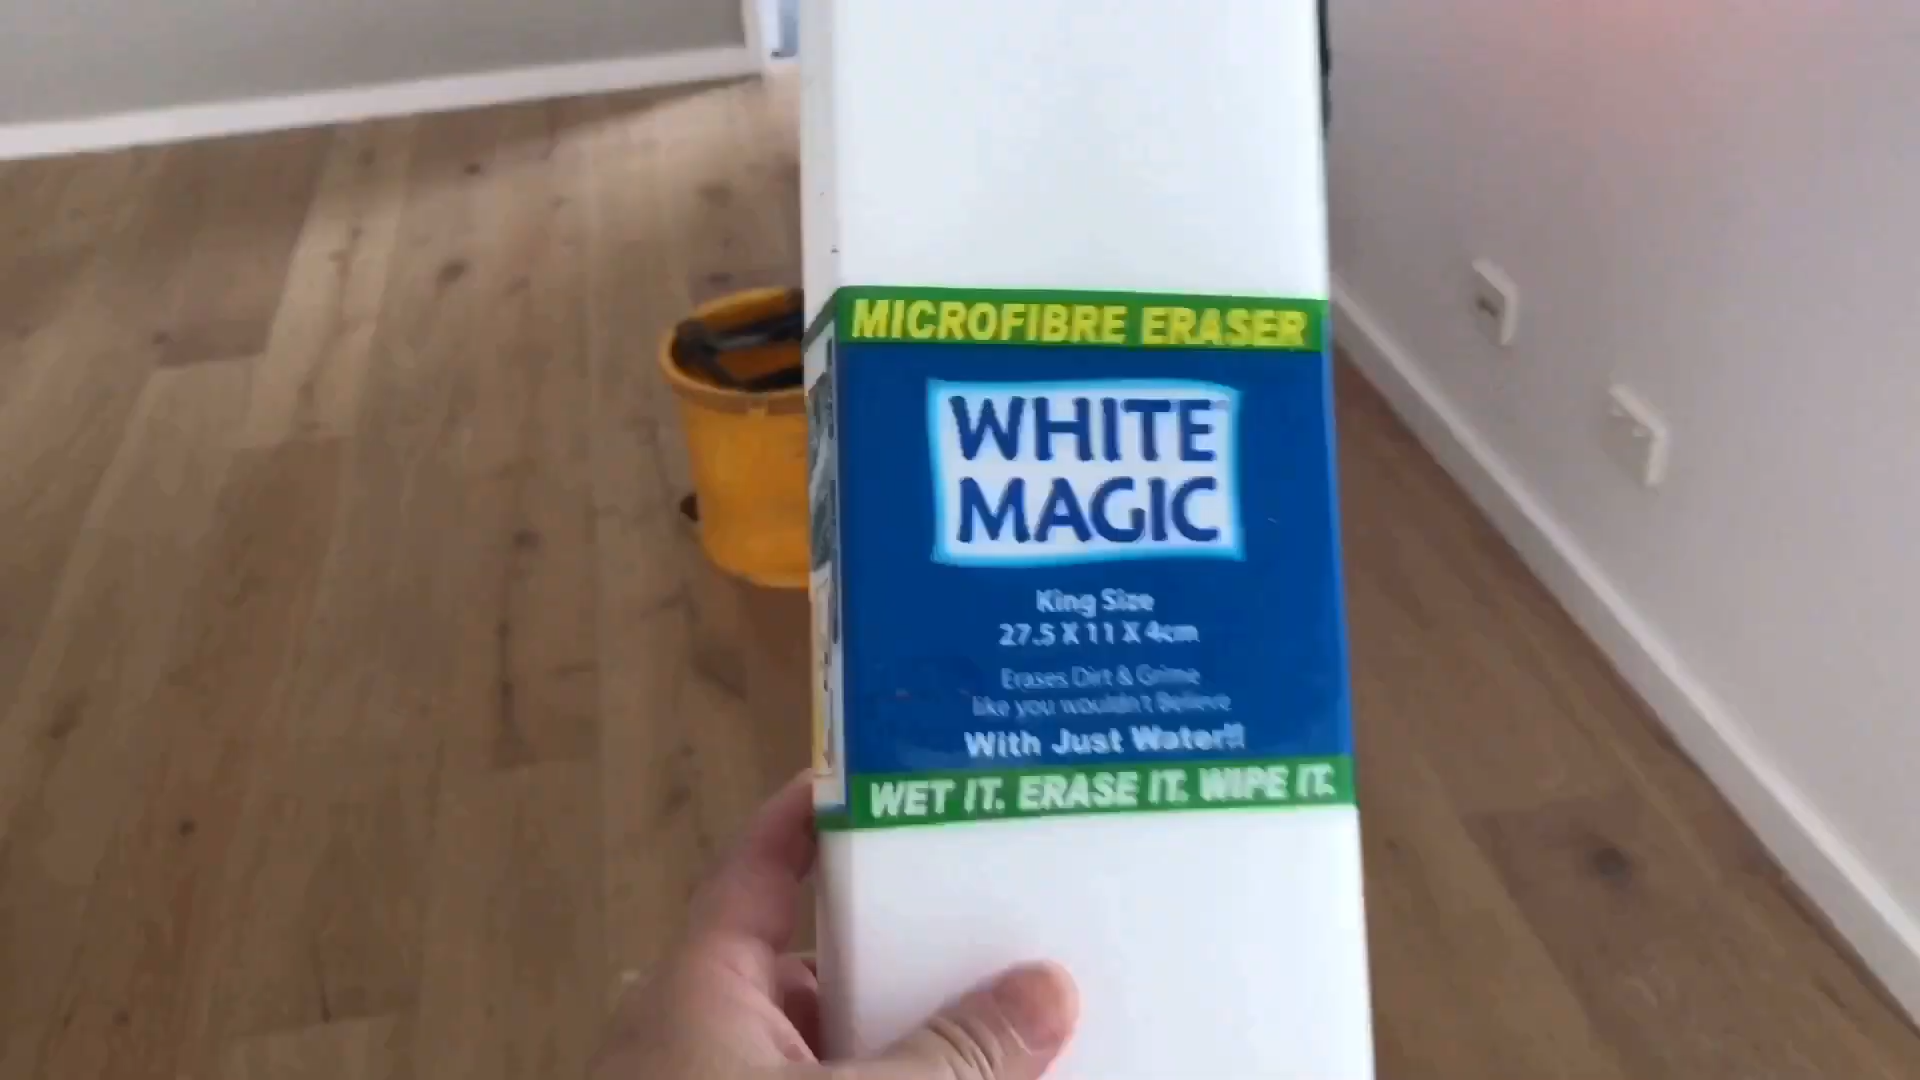 MICROFIBRE ERASER
WHITE
MAGIC
King Size
27.5 X 11 X 4cm
Erases Dirt & Grime
like you wouldn't Believe
With Just Water!!
WET IT. ERASE IT. WIPE IT.